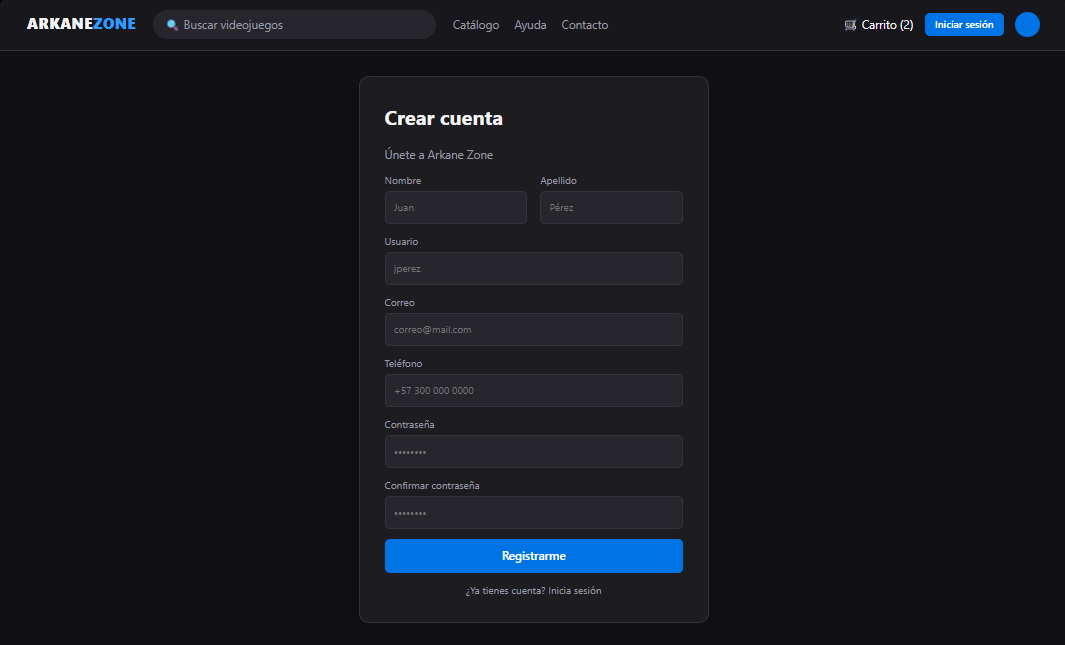 ARKANEZONE
Buscar videojuegos
Catálogo Ayuda Contacto
Carrito (2)
Iniciar sesión
Crear cuenta
Únete a Arkane Zone
Nombre Apellido
Juan Pérez
Usuario
jperez
Correo
correo@mail.com
Teléfono
+57 300 000 0000
Contraseña
••••••••
Confirmar contraseña
••••••••
Registrarme
¿Ya tienes cuenta? Inicia sesión